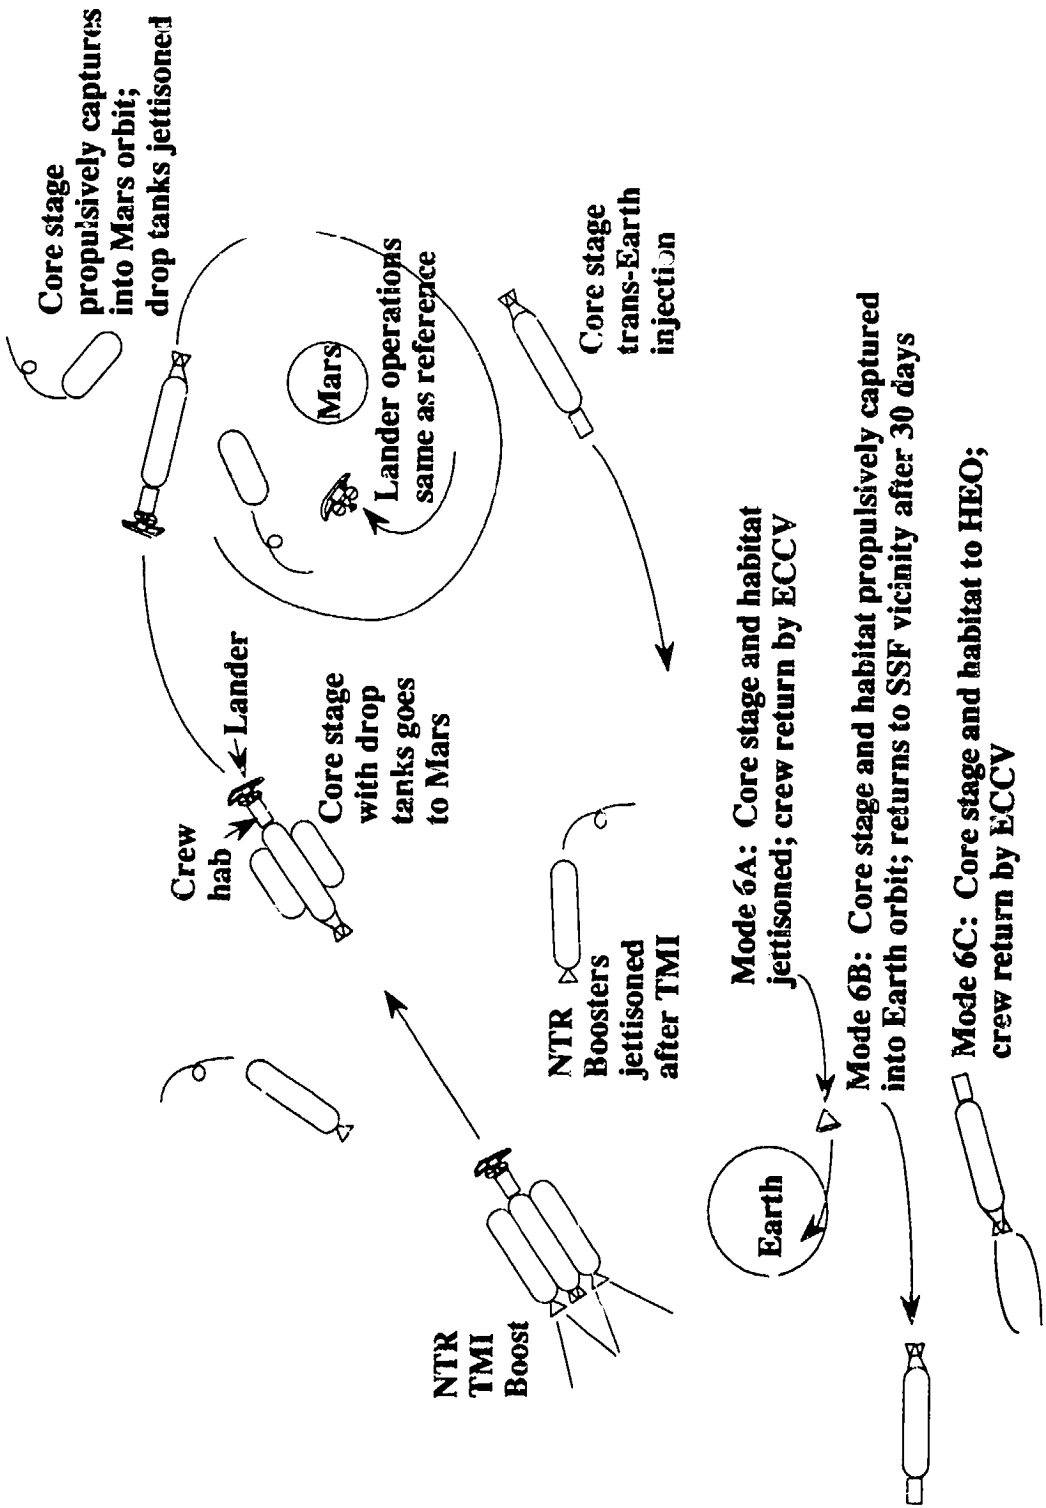 Core stage
propulsively captures
into Mars orbit;
drop tanks jettisoned
Mars
Lander operations
same as reference
Core stage
trans-Earth
injection
Lander
Crew
hab
Core stage
with drop
tanks goes
to Mars
NTR
TMI
Boost
NTR
Boosters
jettisoned
after TMI
Earth
Mode 6A: Core stage and habitat
jettisoned; crew return by ECCV
Mode 6B: Core stage and habitat propulsively captured
into Earth orbit; returns to SSF vicinity after 30 days
Mode 6C: Core stage and habitat to HEO;
crew return by ECCV